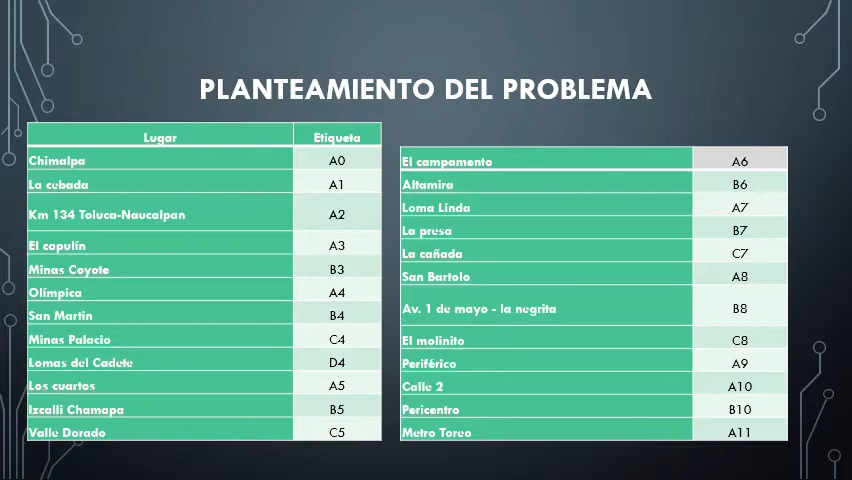 PLANTEAMIENTO DEL PROBLEMA
Lugar Etiqueta
Chimalpa A0
La cebada A1
Km 134 Toluca-Naucalpan A2
El capulín A3
Minas Coyote B3
Olímpica A4
San Martin B4
Minas Palacio C4
Lomas del Cadete D4
Los cuartos A5
Izcalli Chamapa B5
Valle Dorado C5
El campamento A6
Altamira B6
Loma Linda A7
La presa B7
La cañada C7
San Bartolo A8
Av. 1 de mayo - la negrita B8
El molinito C8
Periférico A9
Calle 2 A10
Pericentro B10
Metro Toreo A11